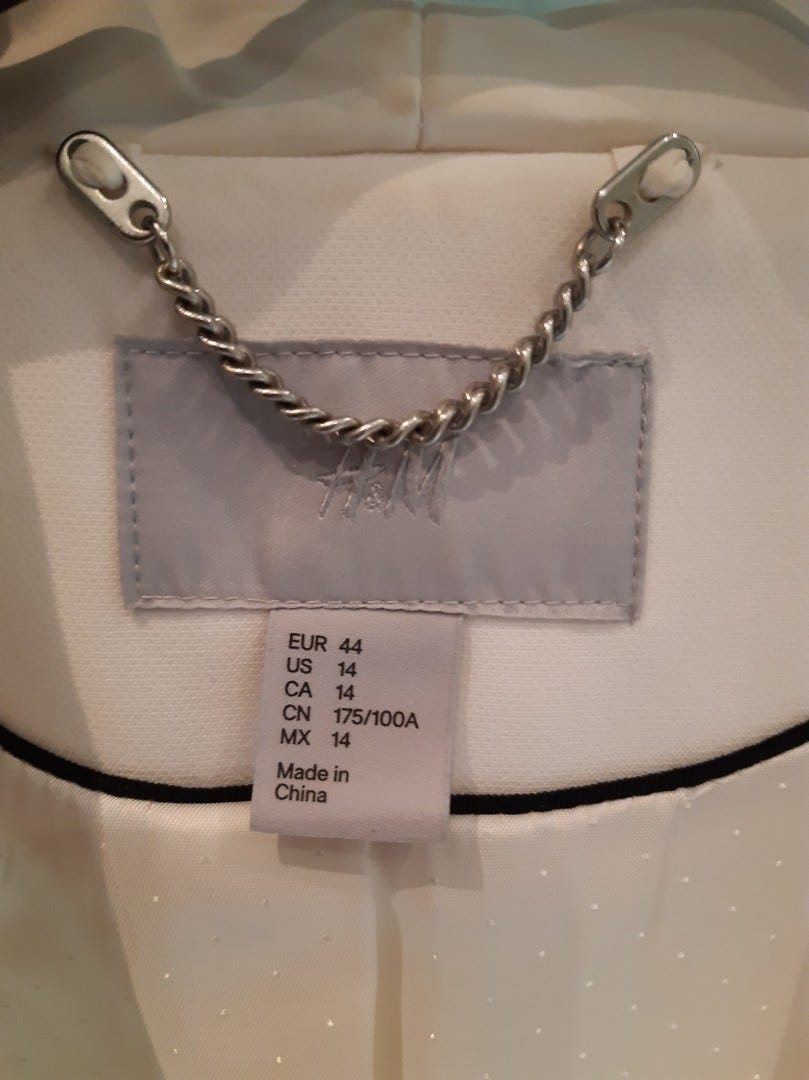 H&M
EUR 44
US 14
CA 14
CN 175/100A
MX 14
Made in
China